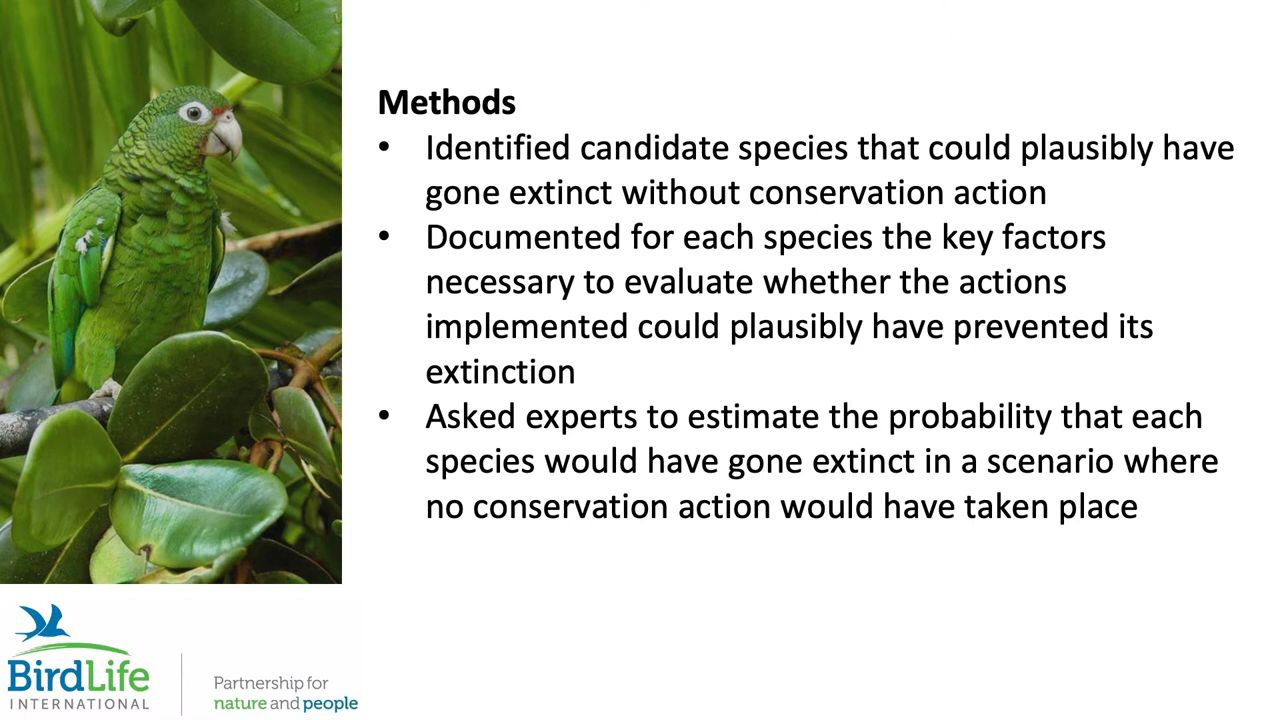 Methods
• Identified candidate species that could plausibly have
gone extinct without conservation action
• Documented for each species the key factors
necessary to evaluate whether the actions
implemented could plausibly have prevented its
extinction
• Asked experts to estimate the probability that each
species would have gone extinct in a scenario where
no conservation action would have taken place
BirdLife
INTERNATIONAL
Partnership for
nature and people